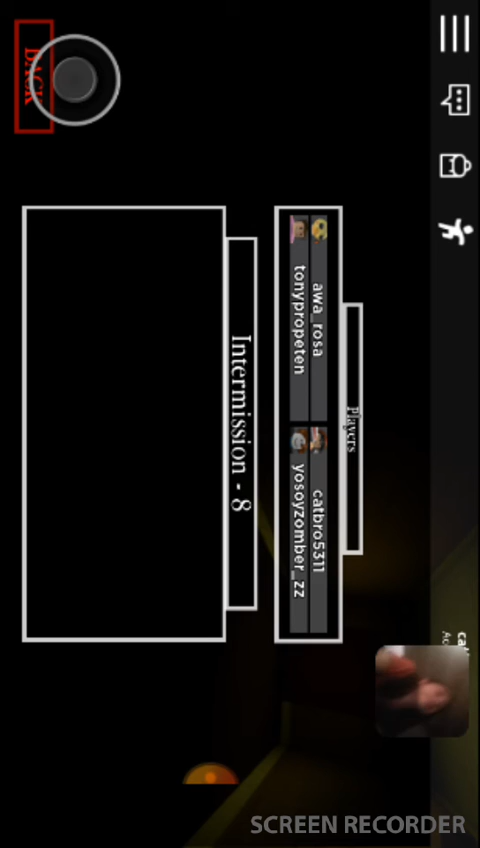 BACK
Players
awa_rosa
catbro5311
tonypropeten
yosoyzomber_zz
Intermission - 8
SCREEN RECORDER